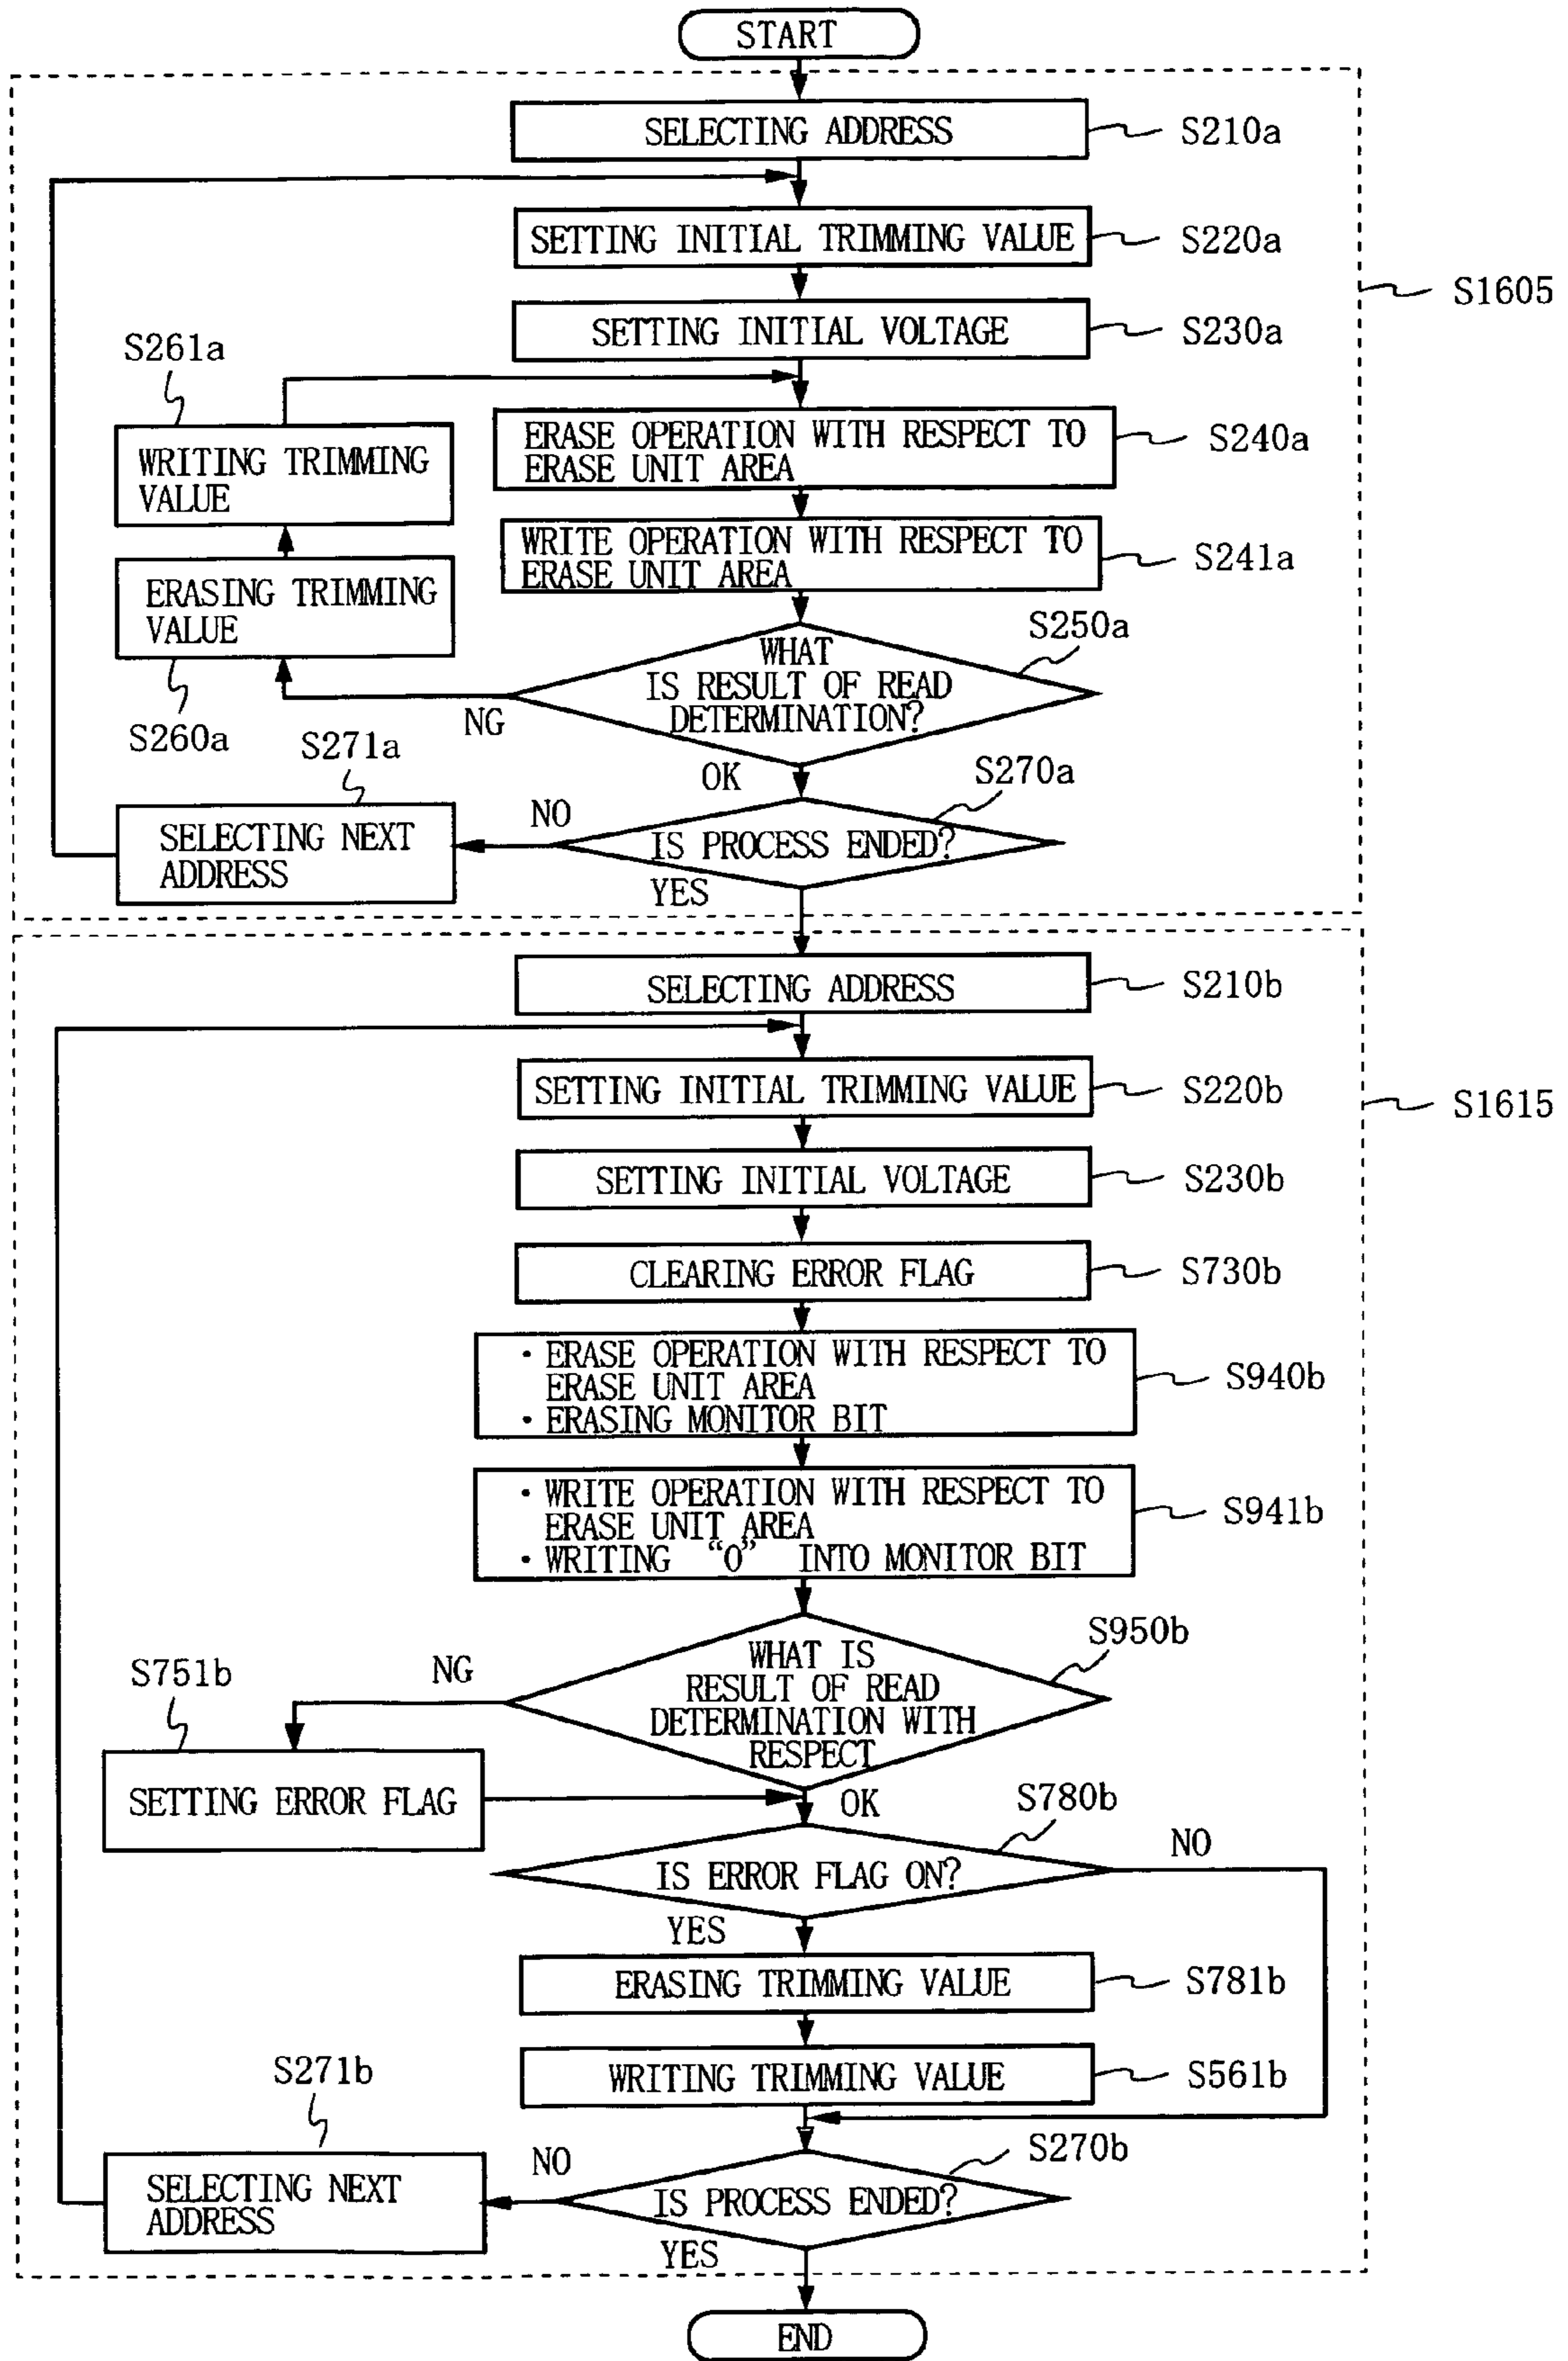 START
SELECTING ADDRESS
S210a
SETTING INITIAL TRIMMING VALUE
S220a
S1605
SETTING INITIAL VOLTAGE
S230a
S261a
WRITING TRIMMING
VALUE
ERASE OPERATION WITH RESPECT TO
ERASE UNIT AREA
S240a
WRITE OPERATION WITH RESPECT TO
ERASE UNIT AREA
S241a
ERASING TRIMMING
VALUE
S260a
S250a
WHAT
IS RESULT OF READ
DETERMINATION?
NG
OK
S271a
S270a
SELECTING NEXT
ADDRESS
NO
IS PROCESS ENDED?
YES
SELECTING ADDRESS
S210b
SETTING INITIAL TRIMMING VALUE
S220b
S1615
SETTING INITIAL VOLTAGE
S230b
CLEARING ERROR FLAG
S730b
・ERASE OPERATION WITH RESPECT TO
ERASE UNIT AREA
・ERASING MONITOR BIT
S940b
・WRITE OPERATION WITH RESPECT TO
ERASE UNIT AREA
・WRITING “0” INTO MONITOR BIT
S941b
S950b
WHAT IS
RESULT OF READ
DETERMINATION WITH
RESPECT
NG
S751b
SETTING ERROR FLAG
OK
S780b
IS ERROR FLAG ON?
NO
YES
ERASING TRIMMING VALUE
S781b
WRITING TRIMMING VALUE
S561b
S271b
S270b
SELECTING NEXT
ADDRESS
NO
IS PROCESS ENDED?
YES
END